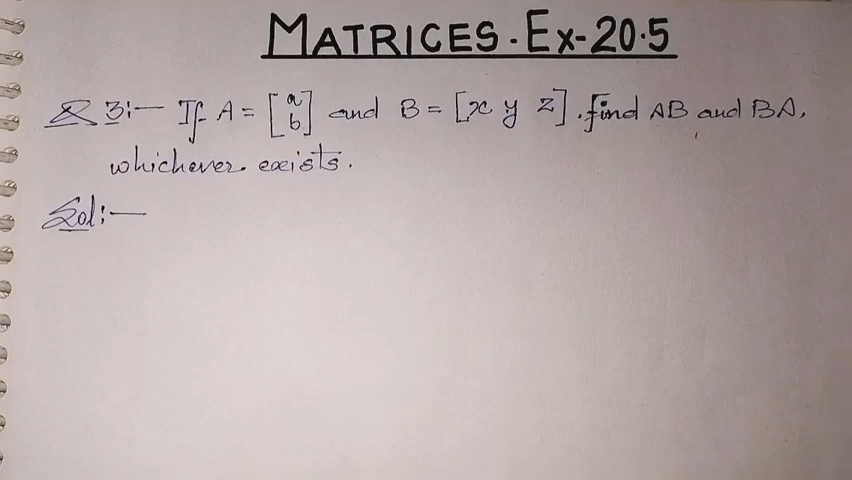 MATRICES. Ex-20.5
Q 3:— If A = [a b] and B = [x y z]. find AB and BA,
whichever exists.
Sol:—